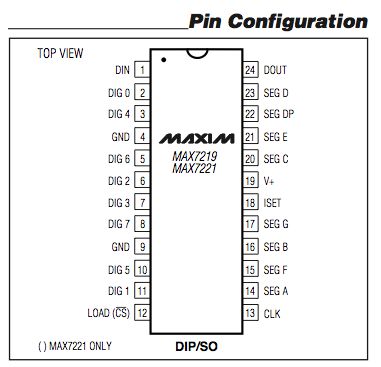 Pin Configuration
TOP VIEW
DIN 1 24 DOUT
DIG 0 2 23 SEG D
DIG 4 3 22 SEG DP
GND 4 MAXIM 21 SEG E
DIG 6 5 MAX7219 20 SEG C
DIG 2 6 MAX7221 19 V+
DIG 3 7 18 ISET
DIG 7 8 17 SEG G
GND 9 16 SEG B
DIG 5 10 15 SEG F
DIG 1 11 14 SEG A
LOAD (C̅S̅) 12 13 CLK
( ) MAX7221 ONLY DIP/SO